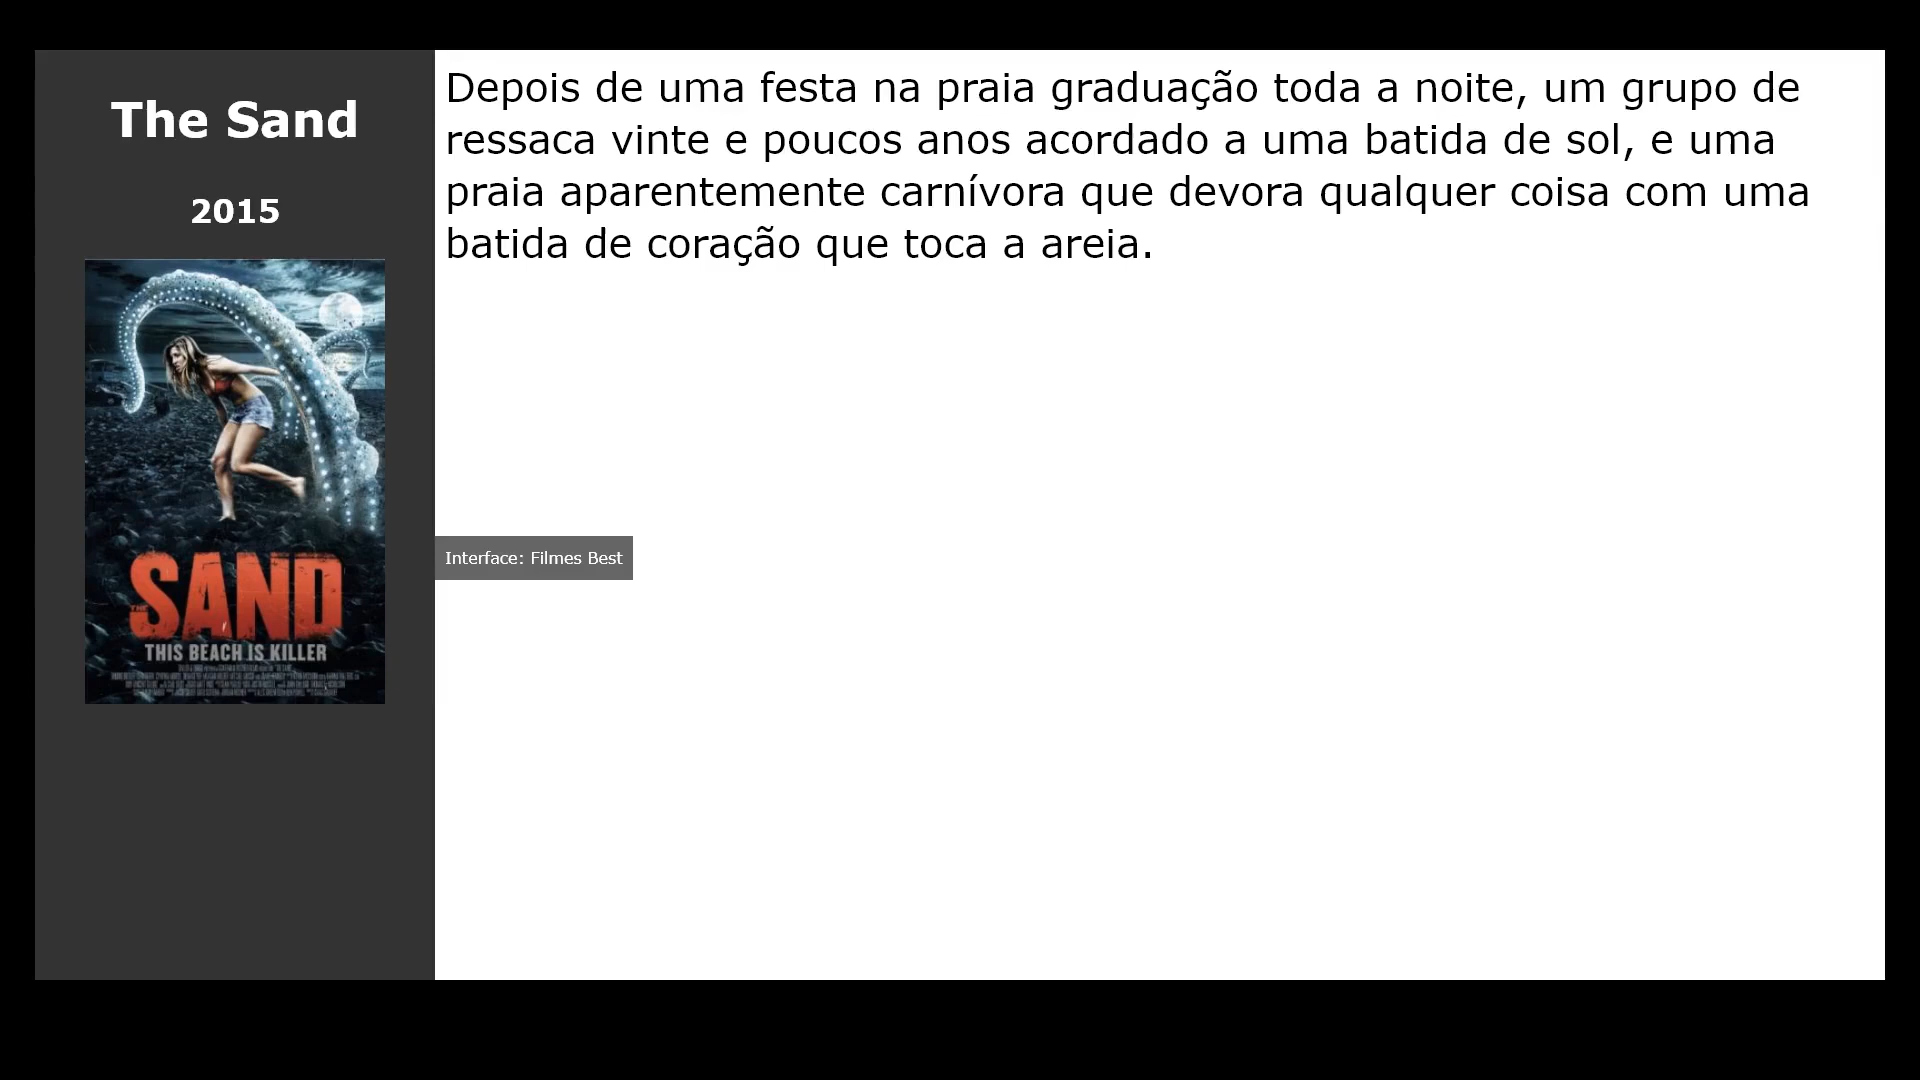 The Sand
2015
SAND
THIS BEACH IS KILLER
Depois de uma festa na praia graduação toda a noite, um grupo de
ressaca vinte e poucos anos acordado a uma batida de sol, e uma
praia aparentemente carnívora que devora qualquer coisa com uma
batida de coração que toca a areia.
Interface: Filmes Best